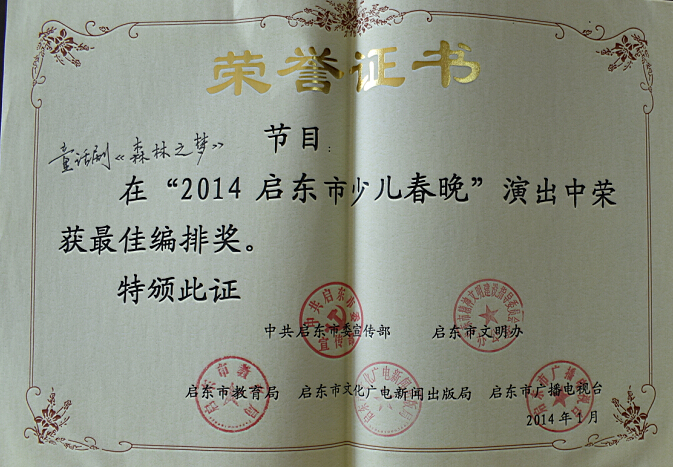 荣誉证书
童话剧《森林之梦》 节目:
在“2014 启东市少儿春晚”演出中荣
获最佳编排奖。
特颁此证
中共启东市委宣传部 启东市文明办
启东市教育局 启东市文化广电新闻出版局 启东市广播电视台
2014年1月